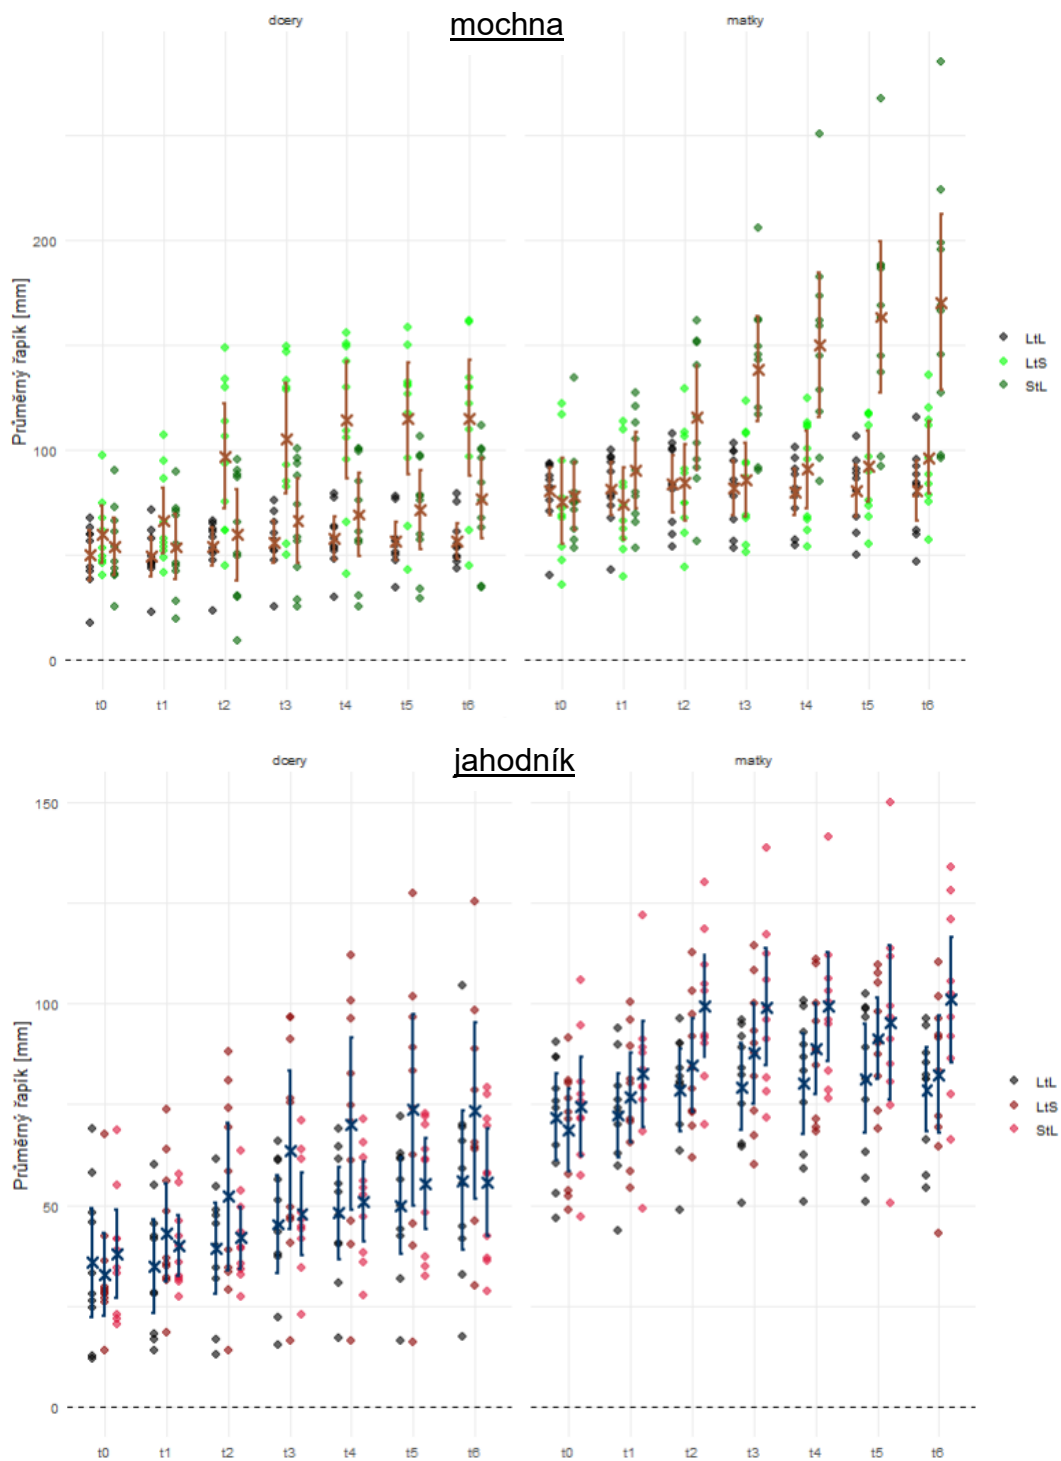 mochna
dcery
matky
Průměrný řapík [mm]
200
100
0
t0 t1 t2 t3 t4 t5 t6
t0 t1 t2 t3 t4 t5 t6
LtL
LtS
StL
jahodník
dcery
matky
Průměrný řapík [mm]
150
100
50
0
t0 t1 t2 t3 t4 t5 t6
t0 t1 t2 t3 t4 t5 t6
LtL
LtS
StL